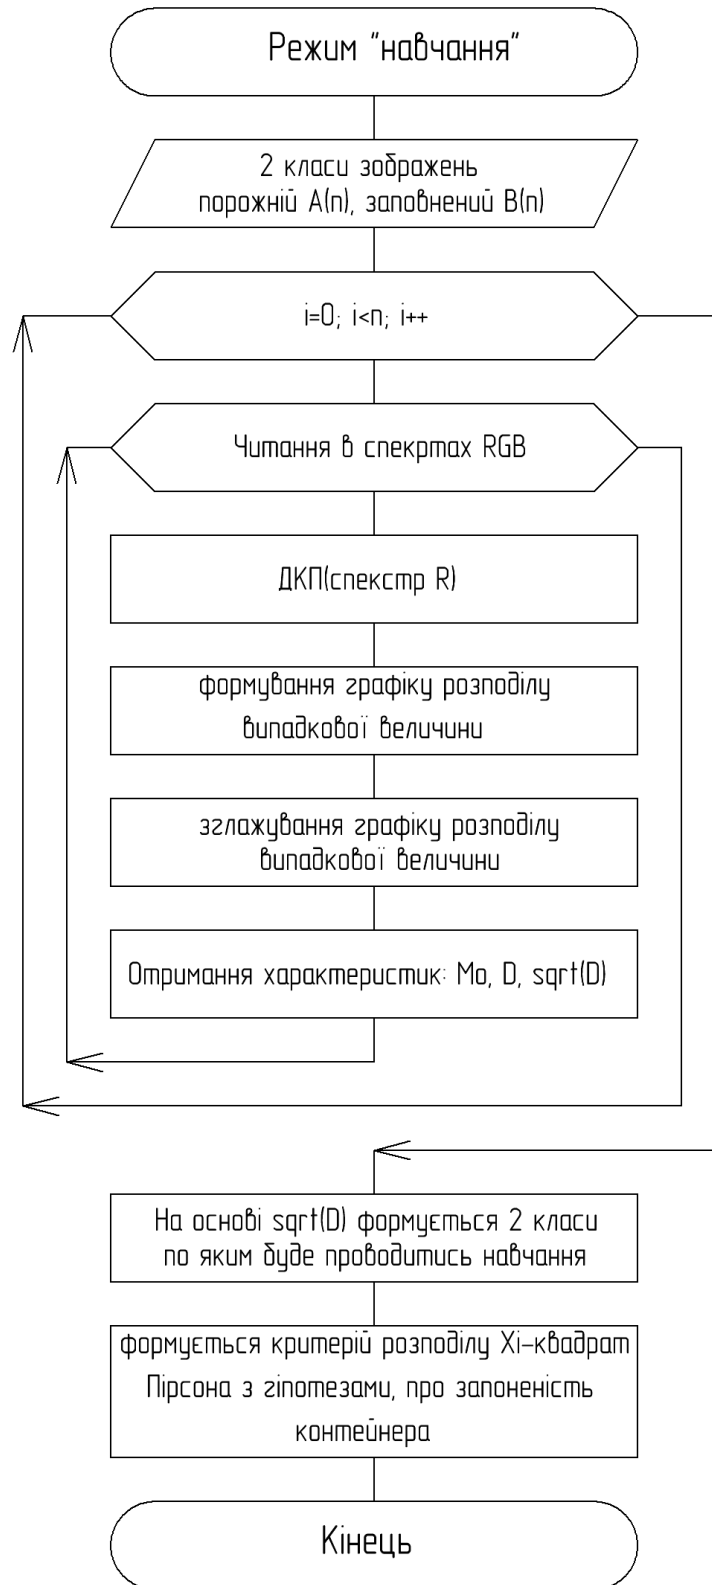 Режим "навчання"
2 класи зображень
порожній А(n), заповнений В(n)
i=0; i<n; i++
Читання в спекртах RGB
ДКП(спекстр R)
формування графіку розподілу
випадкової величини
зглажування графіку розподілу
випадкової величини
Отримання характеристик: Мо, D, sqrt(D)
На основі sqrt(D) формується 2 класи
по яким буде проводитись навчання
формується критерій розподілу Хі-квадрат
Пірсона з гіпотезами, про запоненість
контейнера
Кінець